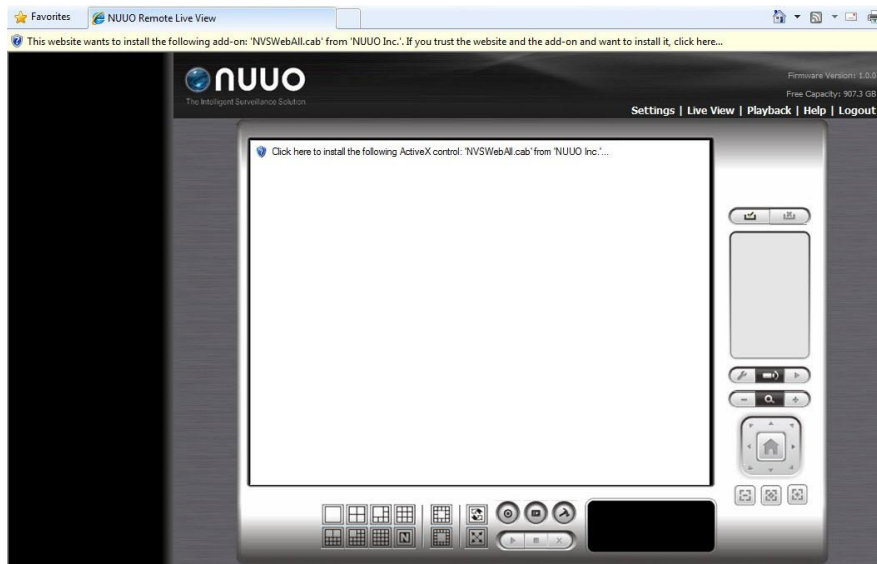 Favorites
NUUO Remote Live View
This website wants to install the following add-on: 'NVSWebAll.cab' from 'NUUO Inc.'. If you trust the website and the add-on and want to install it, click here...
nuuo
The Intelligent Surveillance Solution
Firmware Version: 1.0.0
Free Capacity: 907.3 GB
Settings | Live View | Playback | Help | Logout
Click here to install the following ActiveX control: 'NVSWebAll.cab' from 'NUUO Inc.'...
N